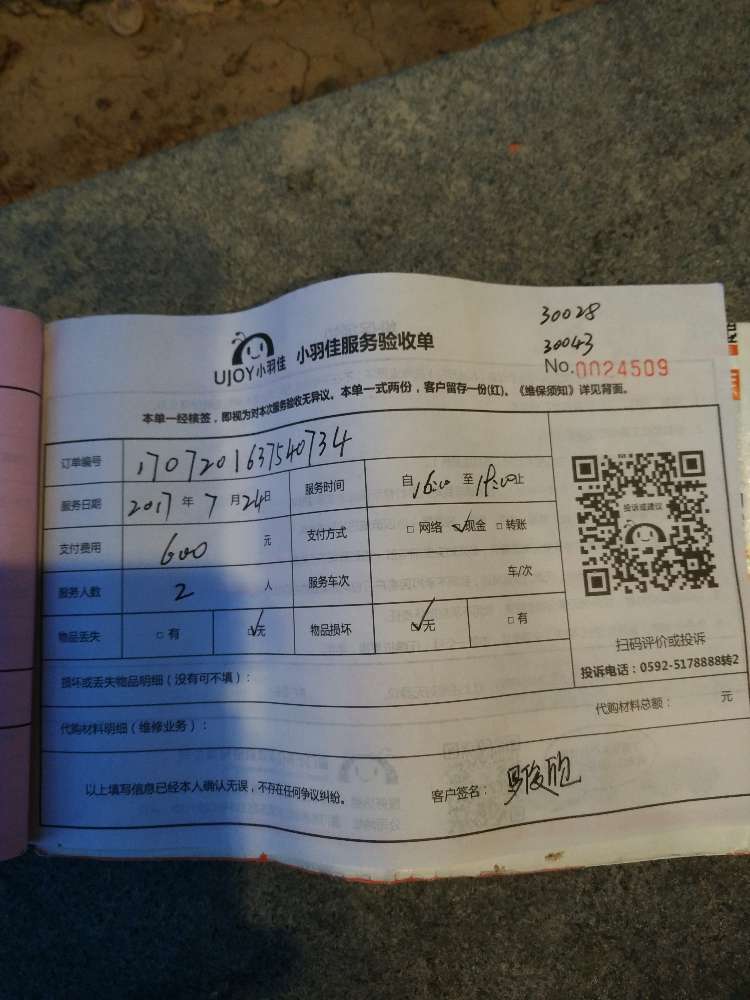 30028
30043
UJOY小羽佳 小羽佳服务验收单
No.0024509
本单一经核签，即视为对本次服务验收无异议。本单一式两份，客户留存一份(红)。《维保须知》详见背面。
订单编号 1707201637540734
服务日期 2017 年 7 月 24 日 服务时间 自 16:00 至 19:00 止
支付费用 600 元 支付方式 □ 网络 ☑ 现金 □ 转账
服务人数 2 人 服务车次 车/次
物品丢失 □ 有 ☑ 无 物品损坏 ☑ 无 □ 有
投诉或建议
扫码评价或投诉
投诉电话：0592-5178888转2
损坏或丢失物品明细（没有可不填）：
代购材料明细（维修业务）： 代购材料总额： 元
以上填写信息已经本人确认无误，不存在任何争议纠纷。 客户签名：